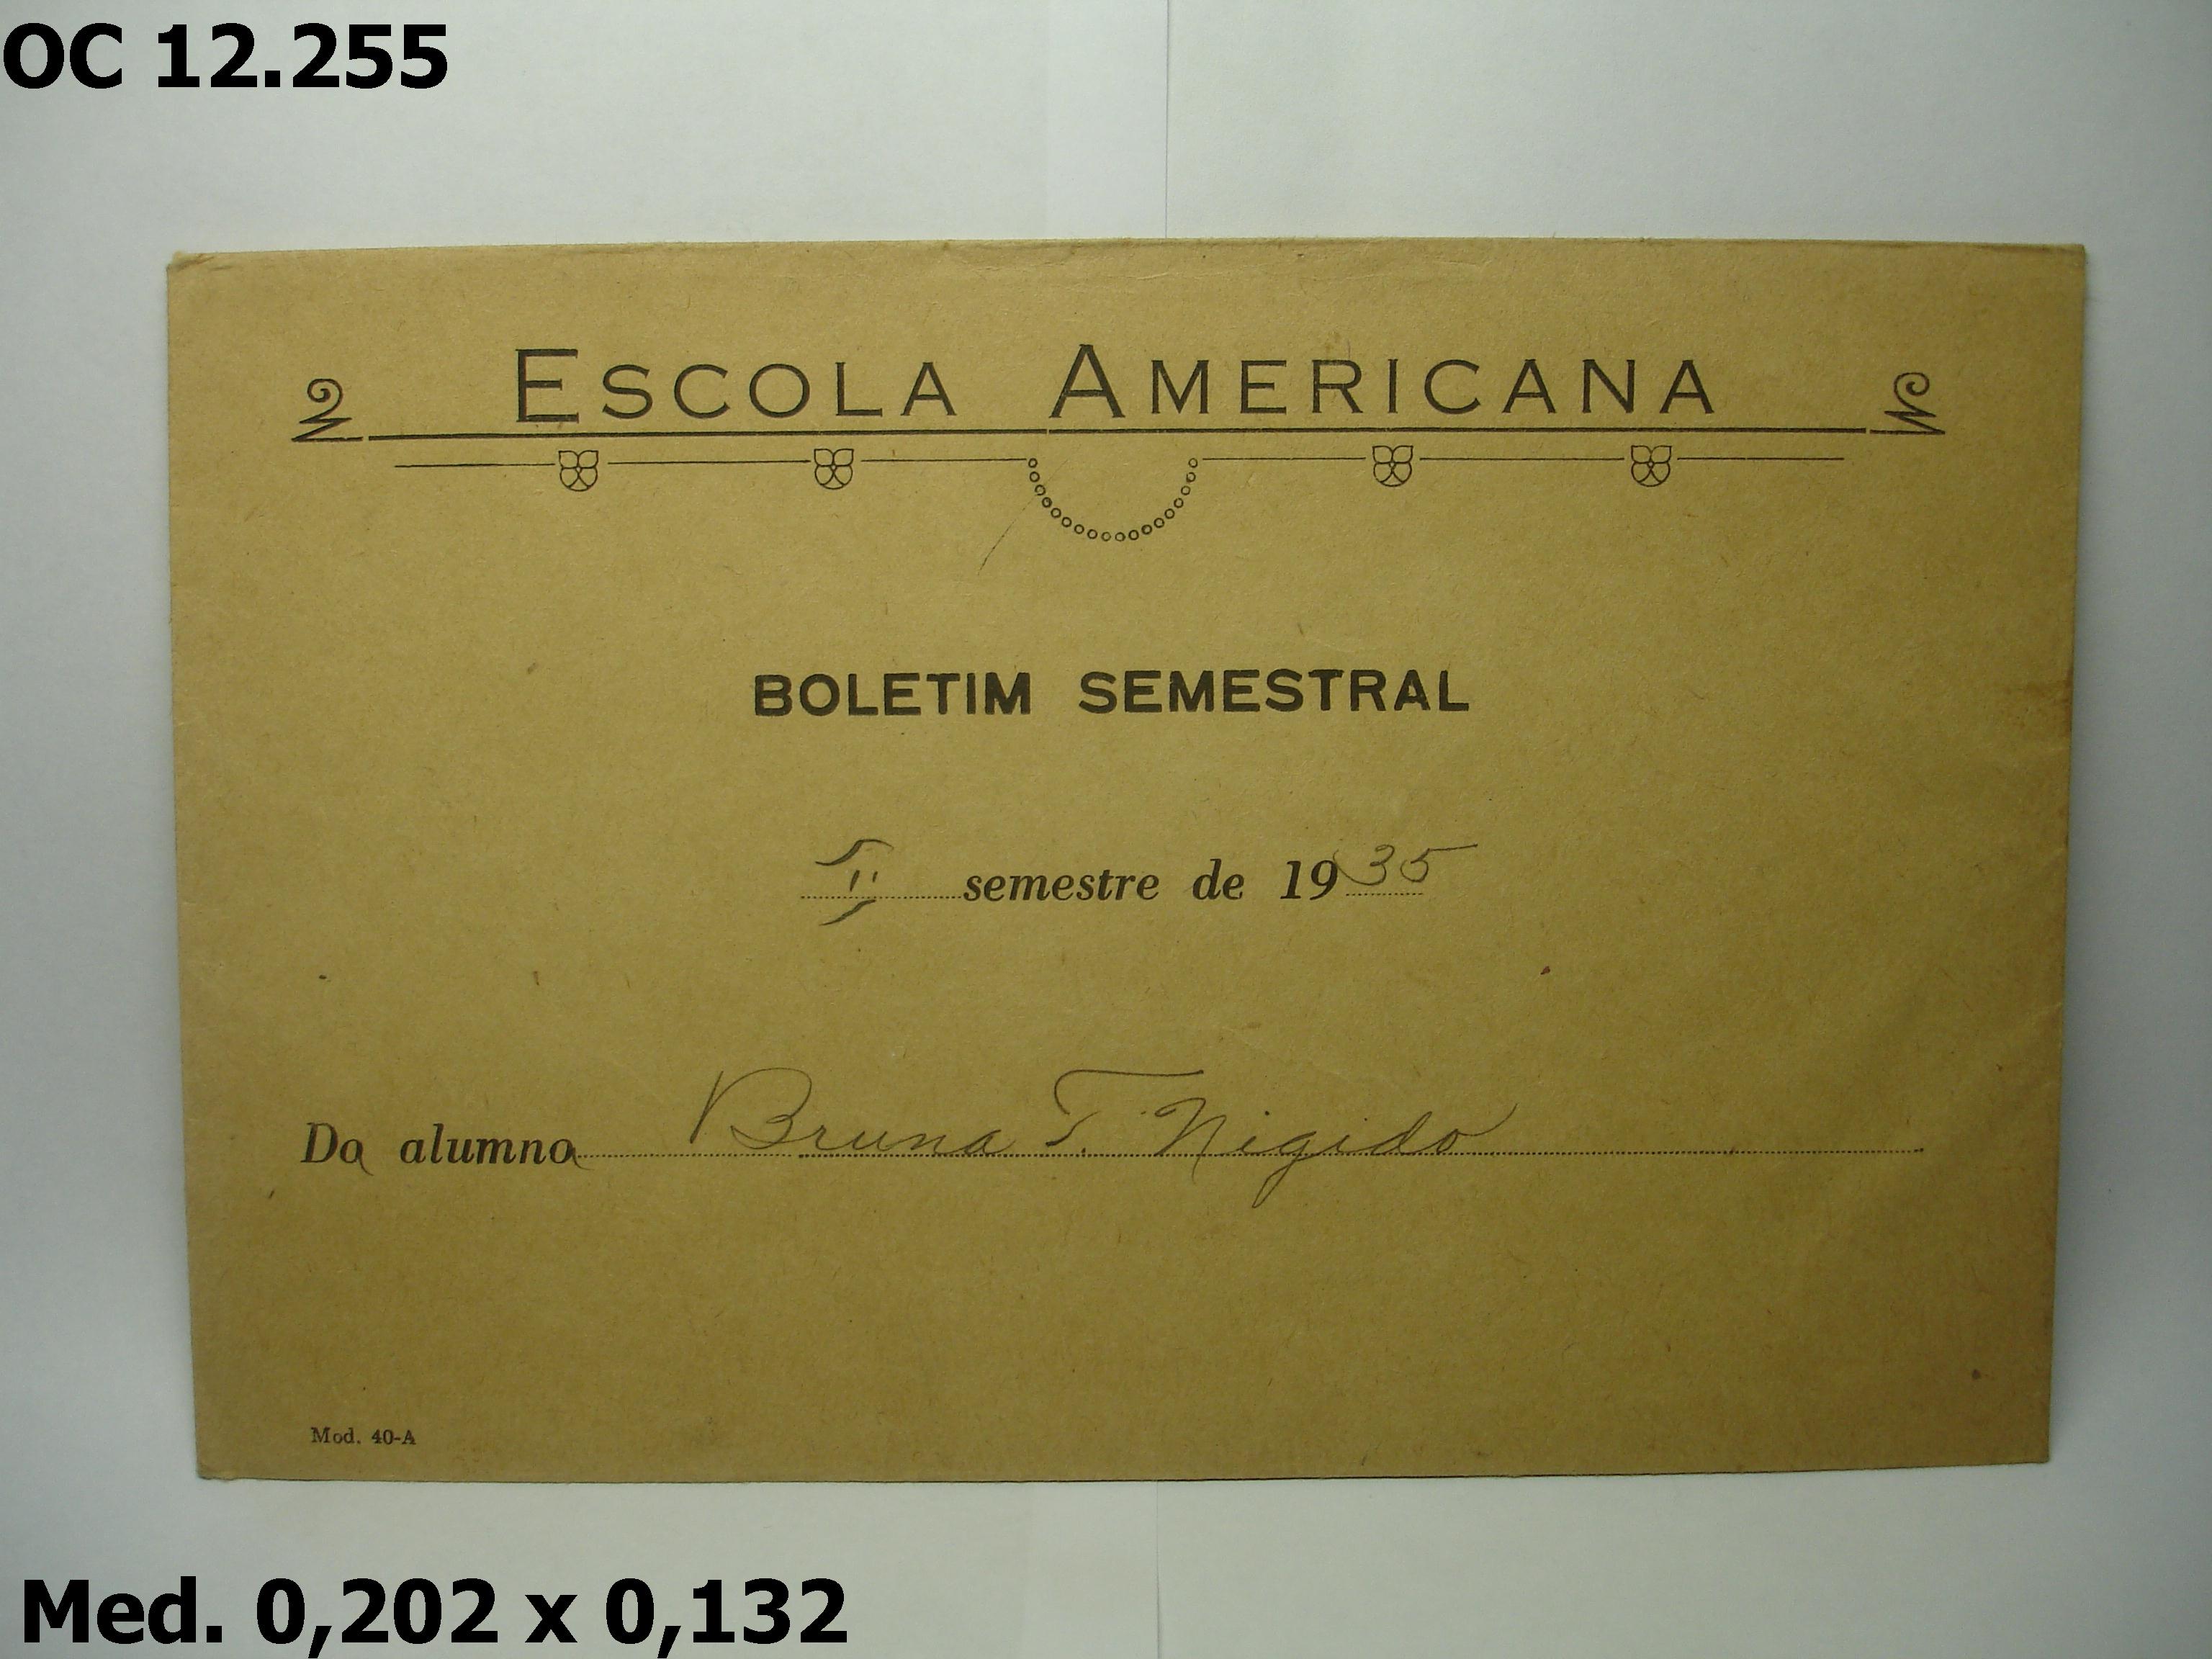 OC 12.255
ESCOLA AMERICANA
BOLETIM SEMESTRAL
II semestre de 1935
Da alumna Bruna T. Nigido
Mod. 40-A
Med. 0,202 x 0,132